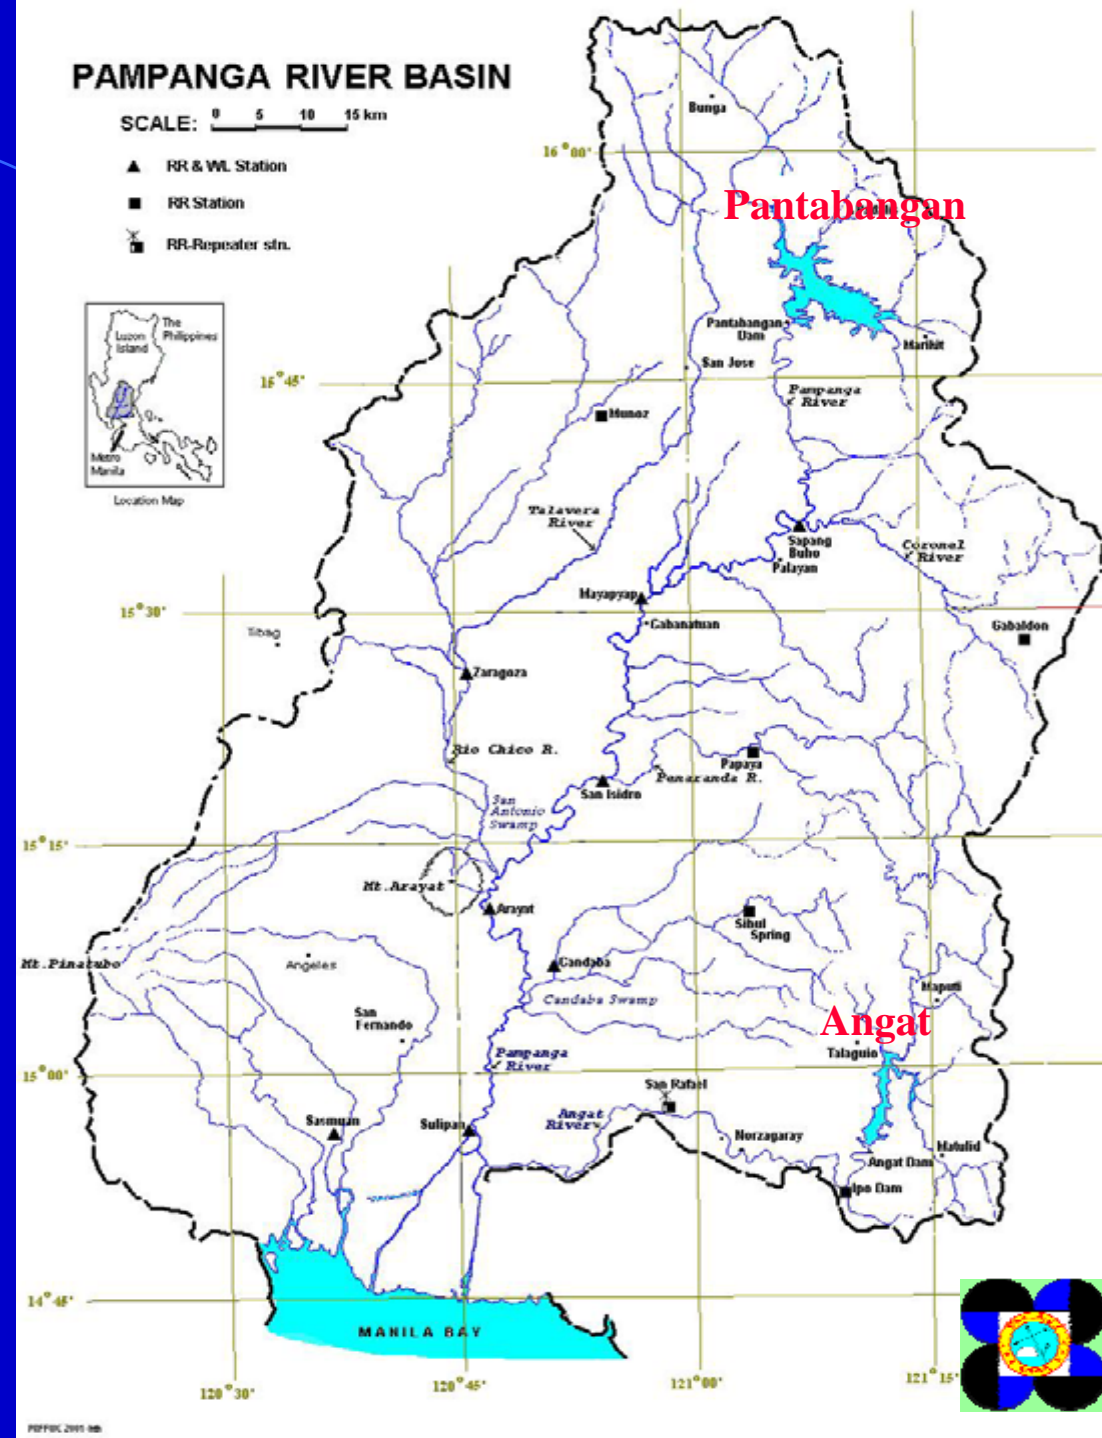 PAMPANGA RIVER BASIN
SCALE: 0 5 10 15 km
RR & WL Station
RR Station
RR-Repeater stn.
Luzon
Island
The
Philippines
Metro
Manila
Location Map
Bunga
16°00'
Pantabangan
Pantabangan
Dam
Marikit
San Jose
15°45'
Pampanga
River
Munoz
Talavera
River
Sapang
Buho
Palayan
Coronel
River
Mayapyap
15°30'
Cabanatuan
Gabaldon
Tibag
Zaragoza
Rio Chico R.
Papaya
Penaranda R.
San Isidro
San
Antonio
Swamp
15°15'
Mt.Arayat
Arayat
Sibul
Spring
Mt.Pinatubo
Angeles
Candaba
Candaba Swamp
Maputi
San
Fernando
Angat
Talaguio
Pampanga
River
15°00'
San Rafael
Angat
River
Sasmuan
Sulipan
Norzagaray
Angat Dam
Matulid
Ipo Dam
14°45'
MANILA BAY
120°30'
120°45'
121°00'
121°15'